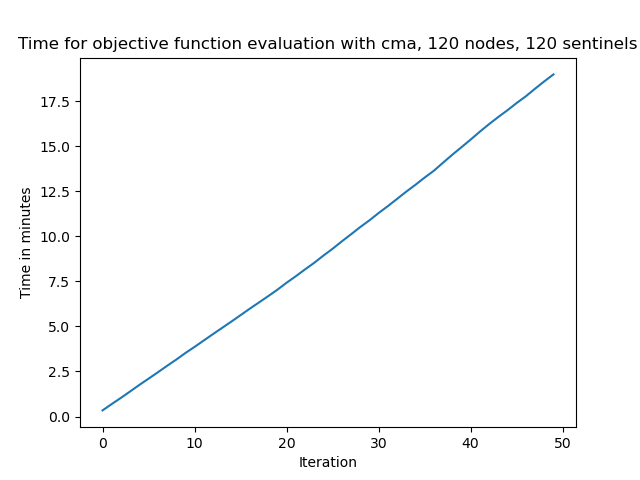 Time for objective function evaluation with cma, 120 nodes, 120 sentinels
17.5
15.0
12.5
10.0
7.5
5.0
2.5
0.0
Time in minutes
0 10 20 30 40 50
Iteration